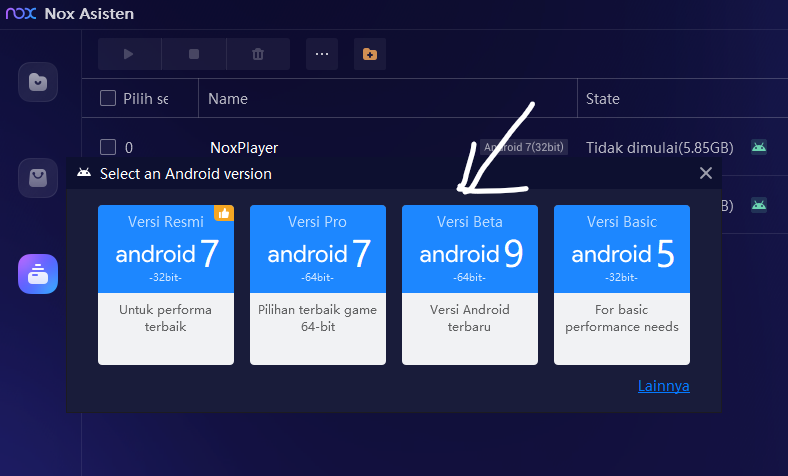 nox Nox Asisten
Pilih se
Name
State
0
NoxPlayer
Android 7(32bit)
Tidak dimulai(5.85GB)
B)
Select an Android version
Versi Resmi
android 7
-32bit-
Untuk performa
terbaik
Versi Pro
android 7
-64bit-
Pilihan terbaik game
64-bit
Versi Beta
android 9
-64bit-
Versi Android
terbaru
Versi Basic
android 5
-32bit-
For basic
performance needs
Lainnya